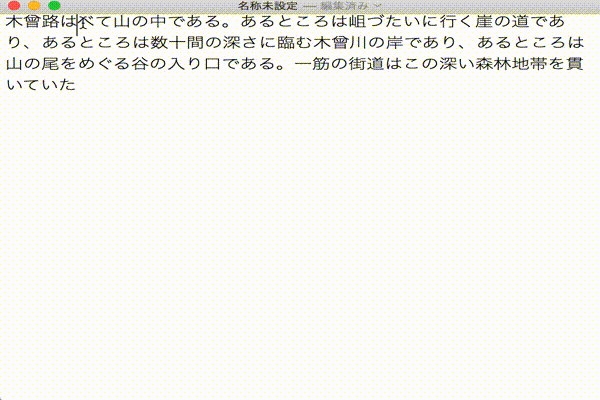 名称未設定 — 編集済み
木曾路はべて山の中である。あるところは岨づたいに行く崖の道であ
り、あるところは数十間の深さに臨む木曾川の岸であり、あるところは
山の尾をめぐる谷の入り口である。一筋の街道はこの深い森林地帯を貫
いていた